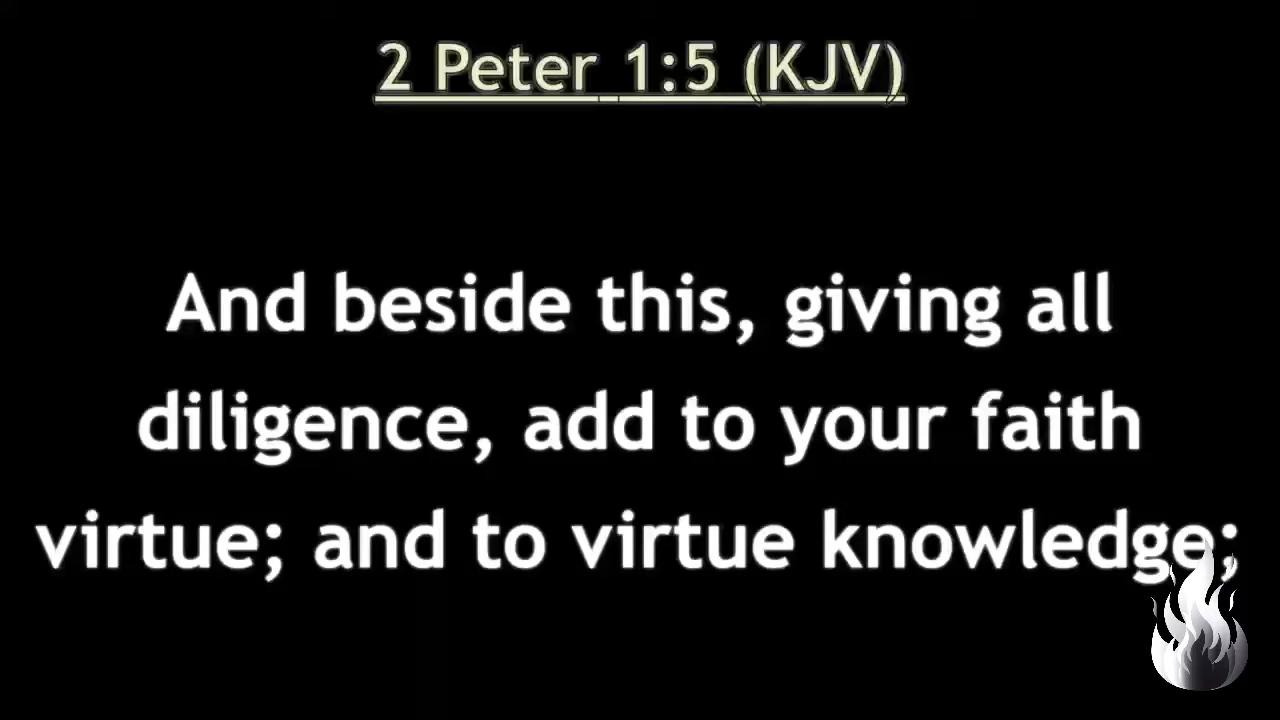 2 Peter 1:5 (KJV)
And beside this, giving all
diligence, add to your faith
virtue; and to virtue knowledge;